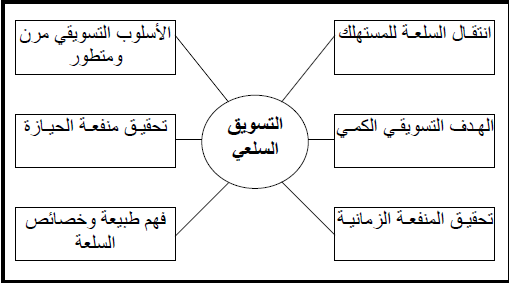 انتقال السلعة للمستهلك
الأسلوب التسويقي مرن
ومتطور
التسويق
السلعي
الهدف التسويقي الكمي
تحقيق منفعة الحيازة
تحقيق المنفعة الزمانية
فهم طبيعة وخصائص
السلعة